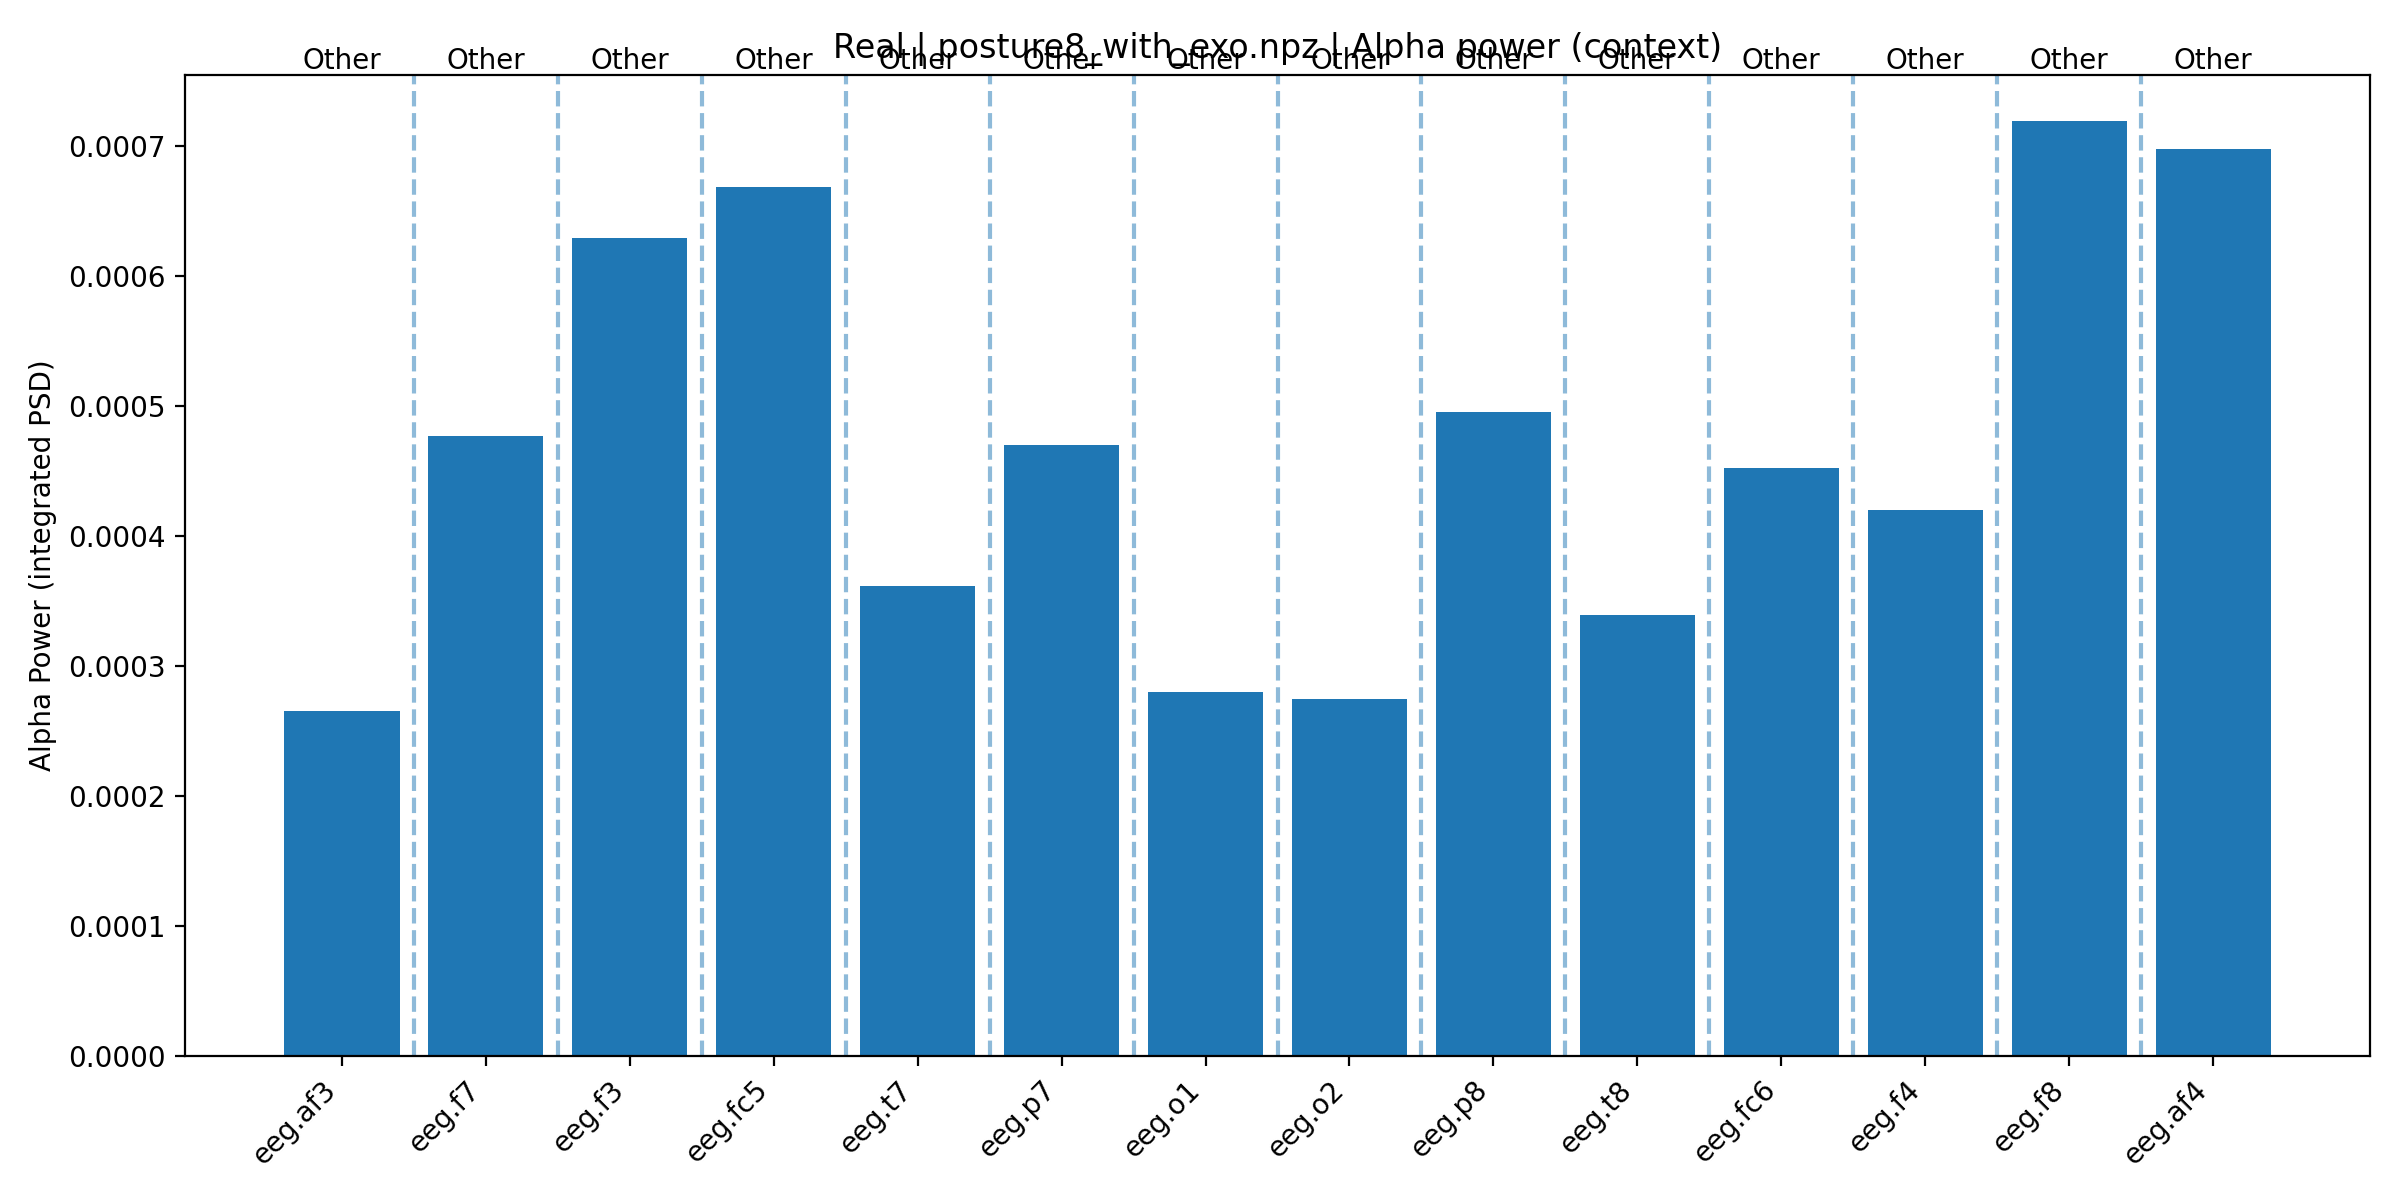 Real | posture8_with_exo.npz | Alpha power (context)
Other Other Other Other Other Other Other Other Other Other Other Other Other Other
Alpha Power (integrated PSD)
0.0007
0.0006
0.0005
0.0004
0.0003
0.0002
0.0001
0.0000
eeg.af3 eeg.f7 eeg.f3 eeg.fc5 eeg.t7 eeg.p7 eeg.o1 eeg.o2 eeg.p8 eeg.t8 eeg.fc6 eeg.f4 eeg.f8 eeg.af4